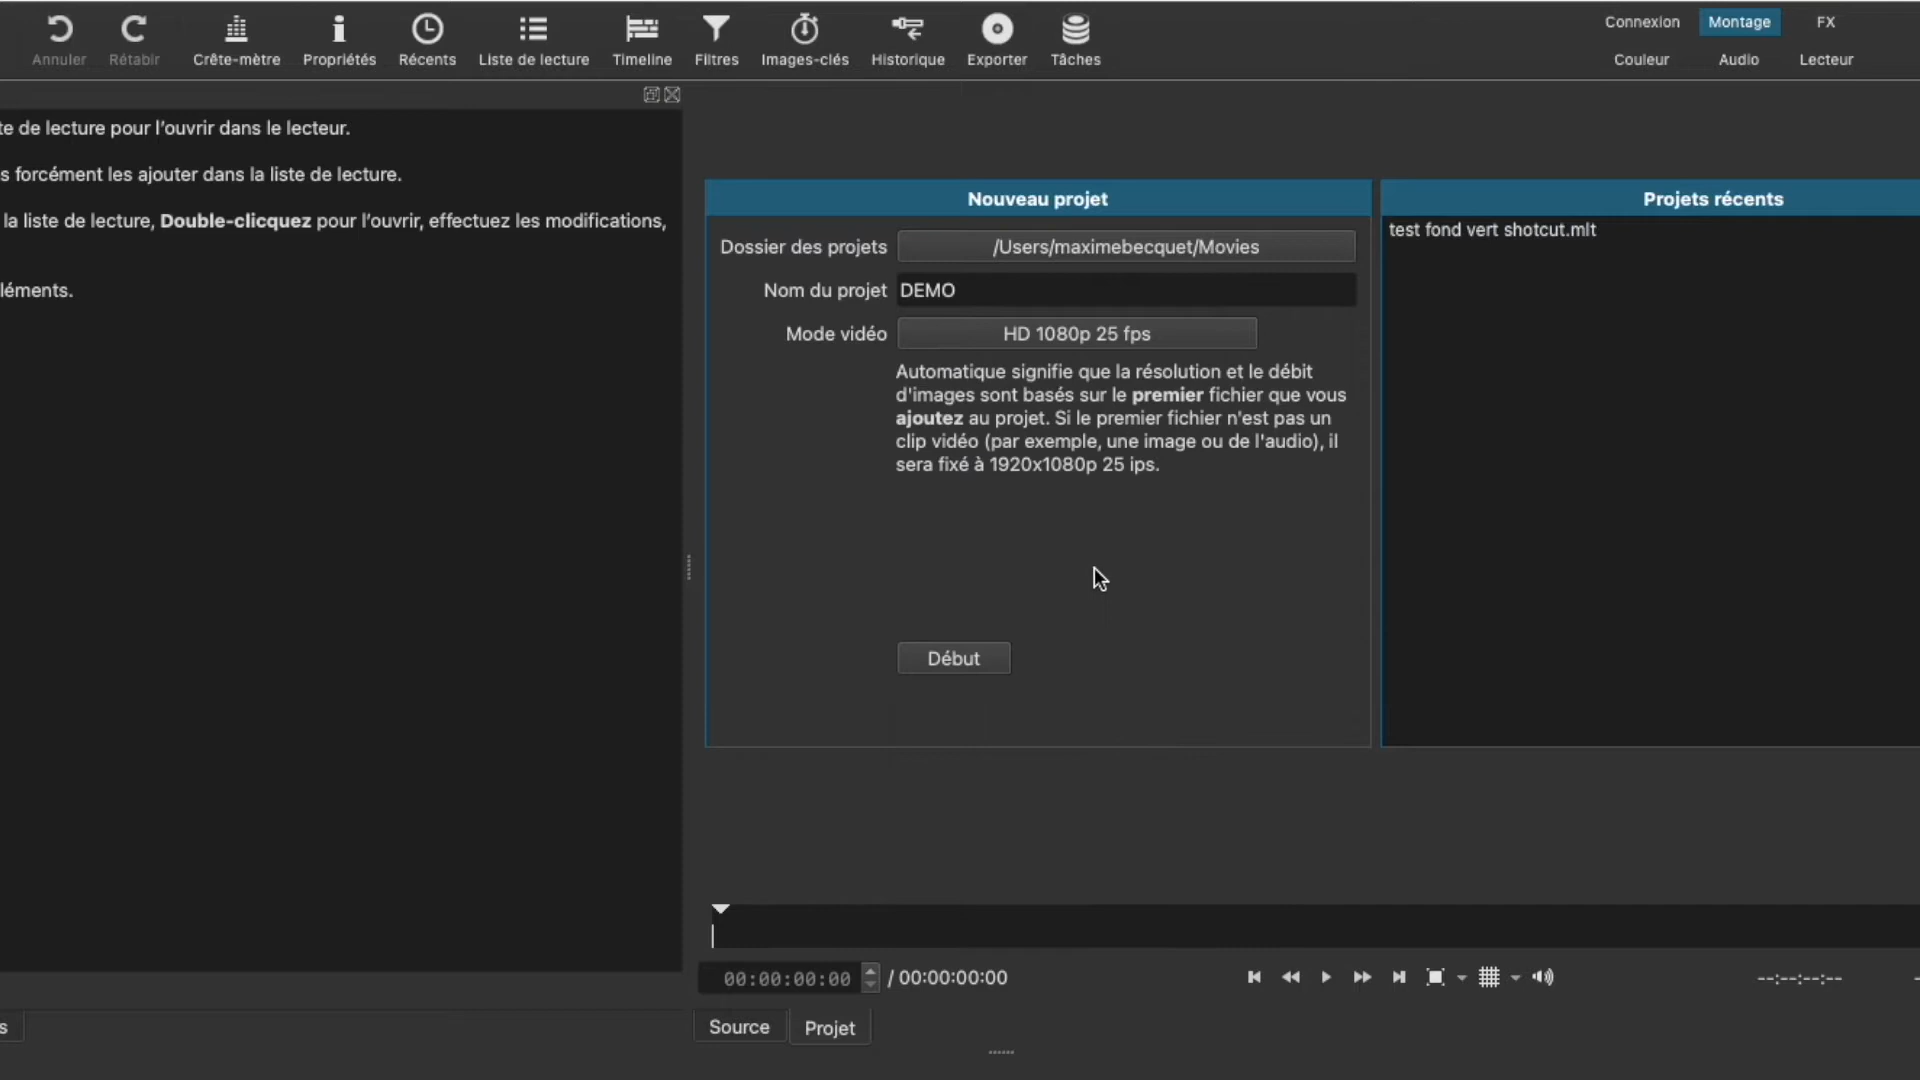 Annuler Rétablir Crête-mètre Propriétés Récents Liste de lecture Timeline Filtres Images-clés Historique Exporter Tâches
Connexion Montage FX
Couleur Audio Lecteur
te de lecture pour l'ouvrir dans le lecteur.
s forcément les ajouter dans la liste de lecture.
la liste de lecture, Double-clicquez pour l'ouvrir, effectuez les modifications,
léments.
Nouveau projet
Dossier des projets /Users/maximebecquet/Movies
Nom du projet DEMO
Mode vidéo HD 1080p 25 fps
Automatique signifie que la résolution et le débit
d'images sont basés sur le premier fichier que vous
ajoutez au projet. Si le premier fichier n'est pas un
clip vidéo (par exemple, une image ou de l'audio), il
sera fixé à 1920x1080p 25 ips.
Début
Projets récents
test fond vert shotcut.mlt
00:00:00:00 / 00:00:00:00
--:--:--:--
s
Source Projet